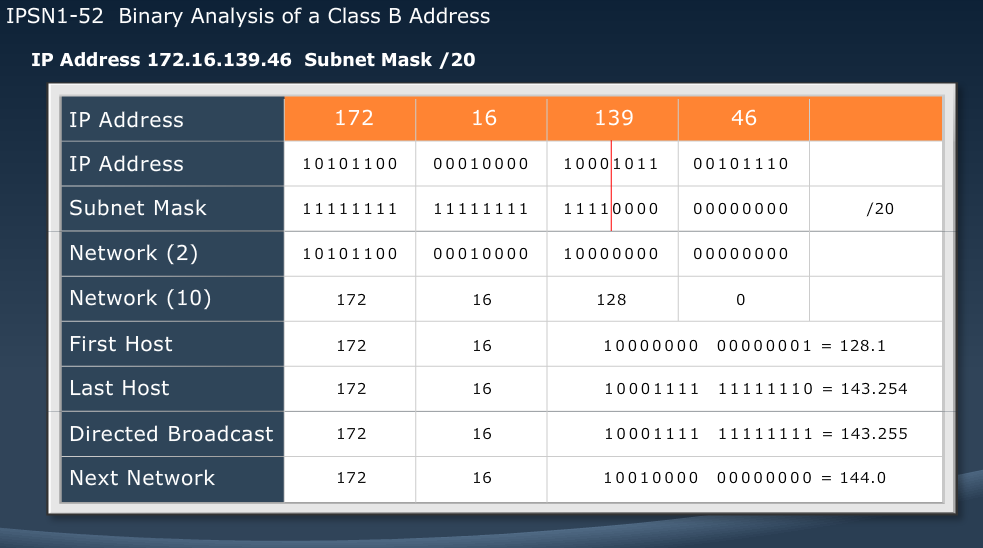 IPSN1-52 Binary Analysis of a Class B Address
IP Address 172.16.139.46 Subnet Mask /20
IP Address 172 16 139 46
IP Address 10101100 00010000 10001011 00101110
Subnet Mask 11111111 11111111 11110000 00000000 /20
Network (2) 10101100 00010000 10000000 00000000
Network (10) 172 16 128 0
First Host 172 16 10000000 00000001 = 128.1
Last Host 172 16 10001111 11111110 = 143.254
Directed Broadcast 172 16 10001111 11111111 = 143.255
Next Network 172 16 10010000 00000000 = 144.0